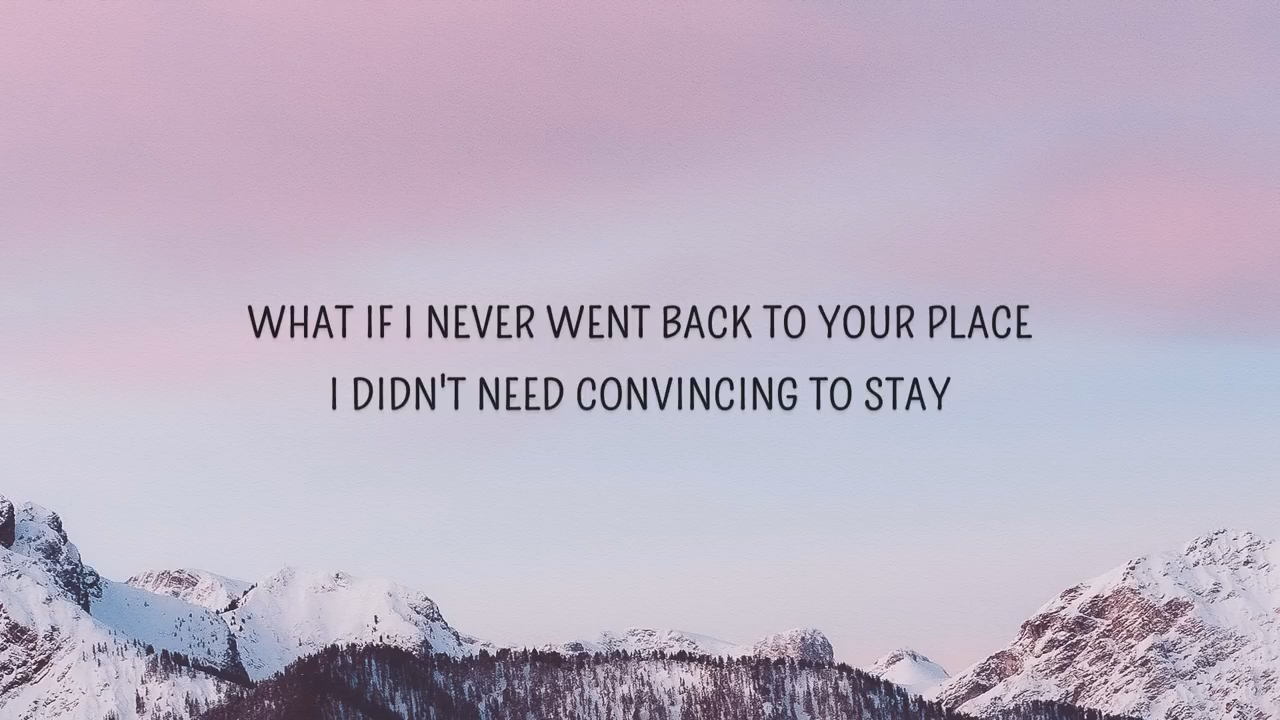 WHAT IF I NEVER WENT BACK TO YOUR PLACE
I DIDN'T NEED CONVINCING TO STAY